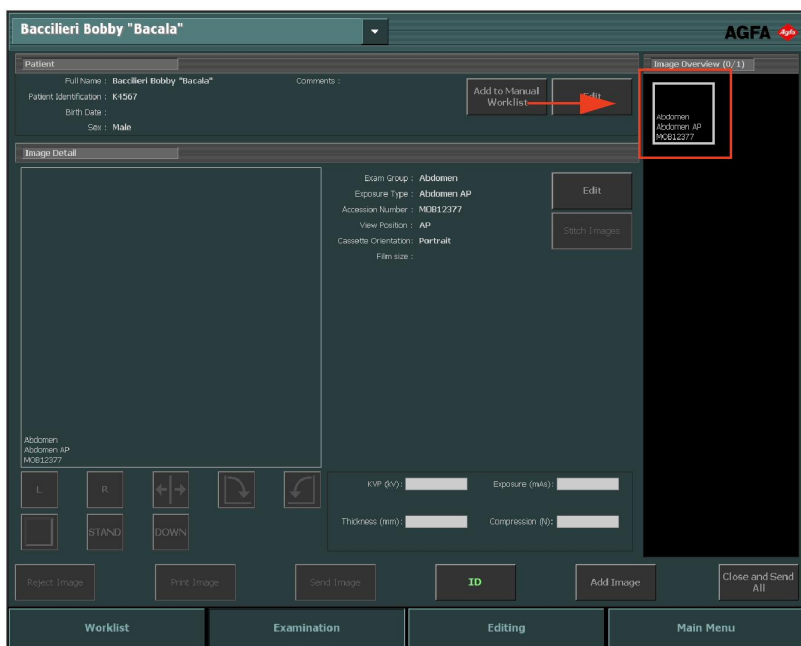 Baccilieri Bobby "Bacala"
AGFA Agfa
Patient
Full Name : Baccilieri Bobby "Bacala"
Comments :
Patient Identification : K4567
Birth Date :
Sex : Male
Add to Manual
Worklist
Edit
Image Overview (0/1)
Abdomen
Abdomen AP
MOB12377
Image Detail
Exam Group : Abdomen
Exposure Type : Abdomen AP
Accession Number : MOB12377
View Position : AP
Cassette Orientation: Portrait
Film size :
Edit
Stitch Images
Abdomen
Abdomen AP
MOB12377
L
R
STAND
DOWN
KVP (kV):
Exposure (mAs):
Thickness (mm):
Compression (N):
Reject Image
Print Image
Send Image
ID
Add Image
Close and Send
All
Worklist
Examination
Editing
Main Menu